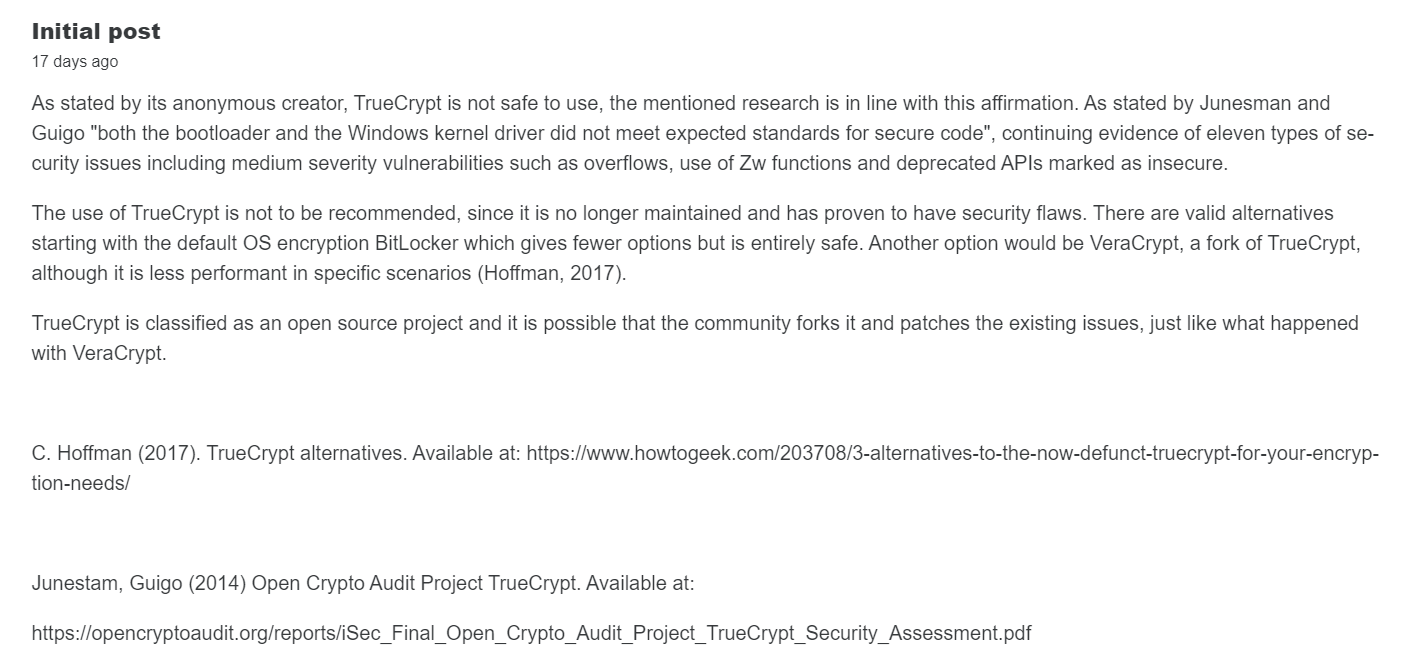 Initial post
17 days ago
As stated by its anonymous creator, TrueCrypt is not safe to use, the mentioned research is in line with this affirmation. As stated by Junesman and
Guigo "both the bootloader and the Windows kernel driver did not meet expected standards for secure code", continuing evidence of eleven types of se-
curity issues including medium severity vulnerabilities such as overflows, use of Zw functions and deprecated APIs marked as insecure.
The use of TrueCrypt is not to be recommended, since it is no longer maintained and has proven to have security flaws. There are valid alternatives
starting with the default OS encryption BitLocker which gives fewer options but is entirely safe. Another option would be VeraCrypt, a fork of TrueCrypt,
although it is less performant in specific scenarios (Hoffman, 2017).
TrueCrypt is classified as an open source project and it is possible that the community forks it and patches the existing issues, just like what happened
with VeraCrypt.
C. Hoffman (2017). TrueCrypt alternatives. Available at: https://www.howtogeek.com/203708/3-alternatives-to-the-now-defunct-truecrypt-for-your-encryp-
tion-needs/
Junestam, Guigo (2014) Open Crypto Audit Project TrueCrypt. Available at:
https://opencryptoaudit.org/reports/iSec_Final_Open_Crypto_Audit_Project_TrueCrypt_Security_Assessment.pdf